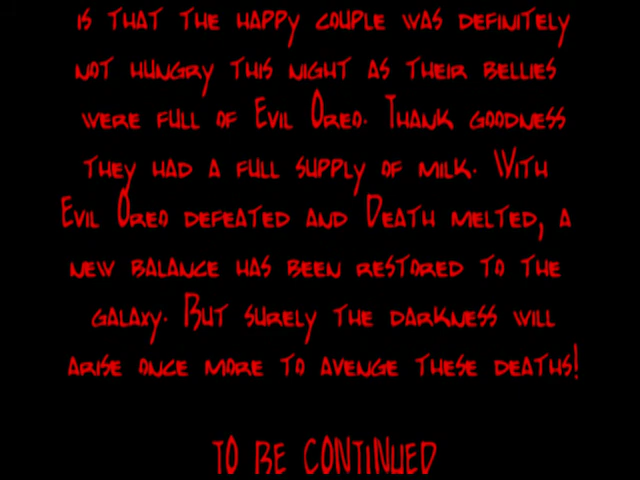 is that the happy couple was definitely
not hungry this night as their bellies
were full of Evil Oreo. Thank goodness
they had a full supply of milk. With
Evil Oreo defeated and Death melted, a
new balance has been restored to the
galaxy. But surely the darkness will
arise once more to avenge these deaths!
TO BE CONTINUED